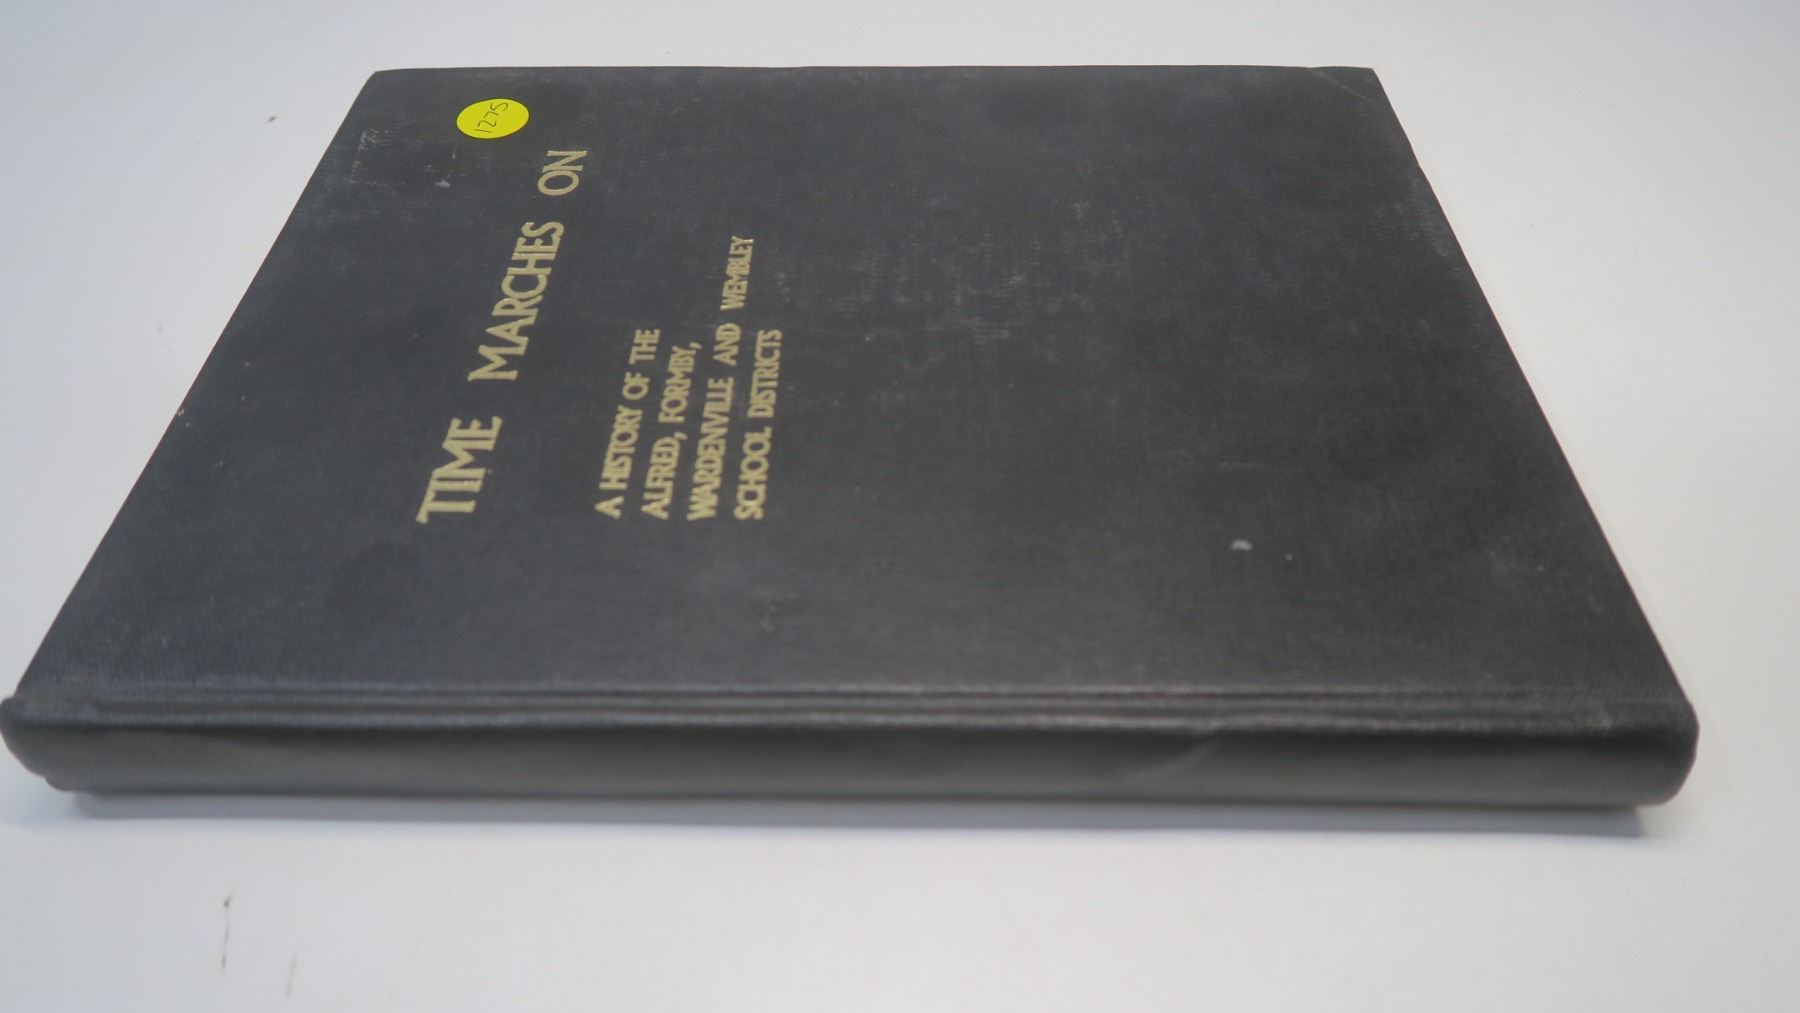 1275
TIME MARCHES ON
A HISTORY OF THE
ALFRED, FORMBY,
WARDENVILLE AND WEMBLEY
SCHOOL DISTRICTS